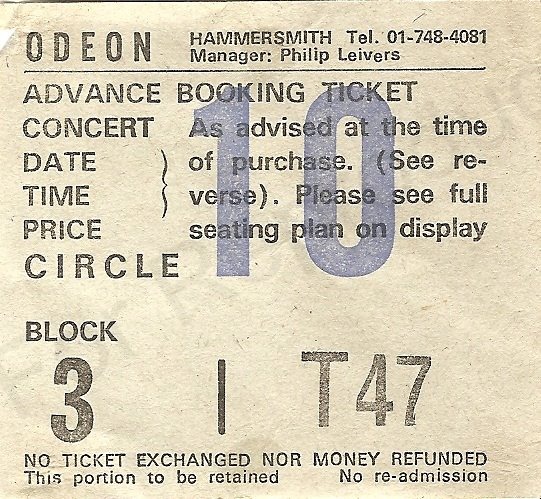 ODEON HAMMERSMITH Tel. 01-748-4081
Manager: Philip Leivers
ADVANCE BOOKING TICKET
CONCERT As advised at the time
DATE of purchase. (See re-
TIME verse). Please see full
PRICE seating plan on display
10
CIRCLE
BLOCK
3 | T47
NO TICKET EXCHANGED NOR MONEY REFUNDED
This portion to be retained No re-admission